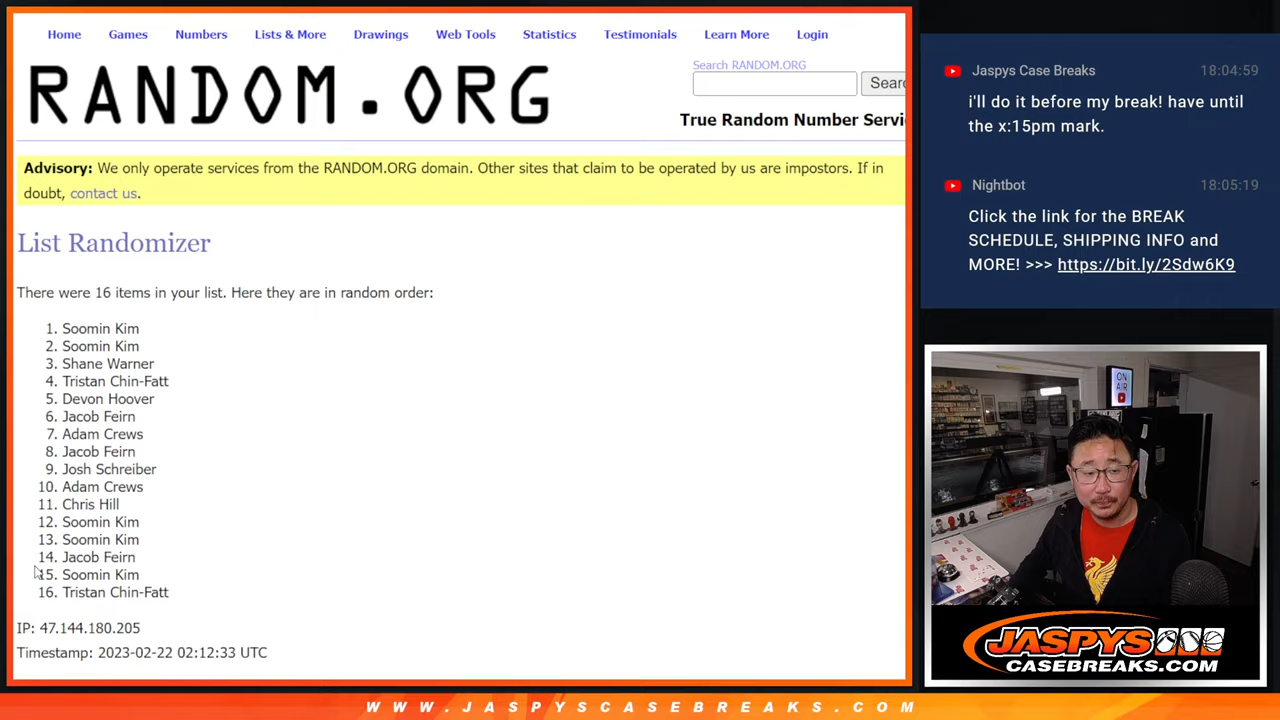 Home Games Numbers Lists & More Drawings Web Tools Statistics Testimonials Learn More Login
RANDOM.ORG
Search RANDOM.ORG
Searc
True Random Number Servi
Advisory: We only operate services from the RANDOM.ORG domain. Other sites that claim to be operated by us are impostors. If in
doubt, contact us.
List Randomizer
There were 16 items in your list. Here they are in random order:
1. Soomin Kim
2. Soomin Kim
3. Shane Warner
4. Tristan Chin-Fatt
5. Devon Hoover
6. Jacob Feirn
7. Adam Crews
8. Jacob Feirn
9. Josh Schreiber
10. Adam Crews
11. Chris Hill
12. Soomin Kim
13. Soomin Kim
14. Jacob Feirn
15. Soomin Kim
16. Tristan Chin-Fatt
IP: 47.144.180.205
Timestamp: 2023-02-22 02:12:33 UTC
Jaspys Case Breaks 18:04:59
i'll do it before my break! have until
the x:15pm mark.
Nightbot 18:05:19
Click the link for the BREAK
SCHEDULE, SHIPPING INFO and
MORE! >>> https://bit.ly/2Sdw6K9
ON
AIR
JASPYS
CASEBREAKS.COM
WWW.JASPYSCASEBREAKS.COM